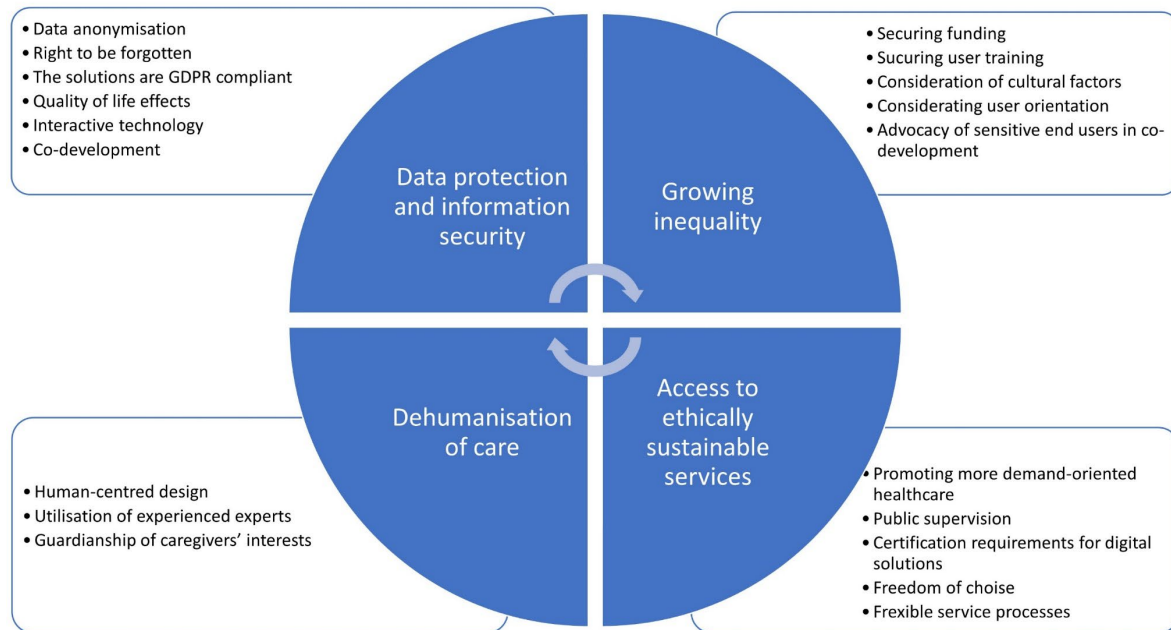 • Data anonymisation
• Right to be forgotten
• The solutions are GDPR compliant
• Quality of life effects
• Interactive technology
• Co-development
• Securing funding
• Sucuring user training
• Consideration of cultural factors
• Considerating user orientation
• Advocacy of sensitive end users in co-
development
Data protection
and information
security
Growing
inequality
Dehumanisation
of care
Access to
ethically
sustainable
services
• Human-centred design
• Utilisation of experienced experts
• Guardianship of caregivers’ interests
• Promoting more demand-oriented
healthcare
• Public supervision
• Certification requirements for digital
solutions
• Freedom of choise
• Frexible service processes